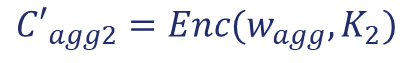 C'agg2 = Enc(wagg, K2)